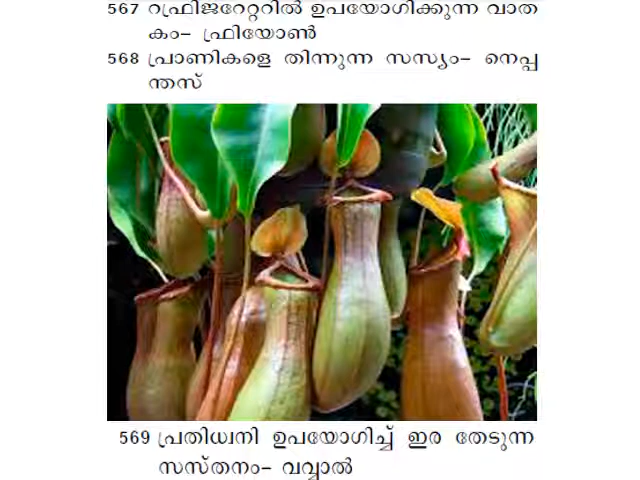 567 റഫ്രിജറേറ്ററിൽ ഉപയോഗിക്കുന്ന വാത
കം- ഫ്രിയോൺ
568 പ്രാണികളെ തിന്നുന്ന സസ്യം- നെപ്പ
ന്തസ്
569 പ്രതിധ്വനി ഉപയോഗിച്ച് ഇര തേടുന്ന
സസ്തനം- വവ്വാൽ